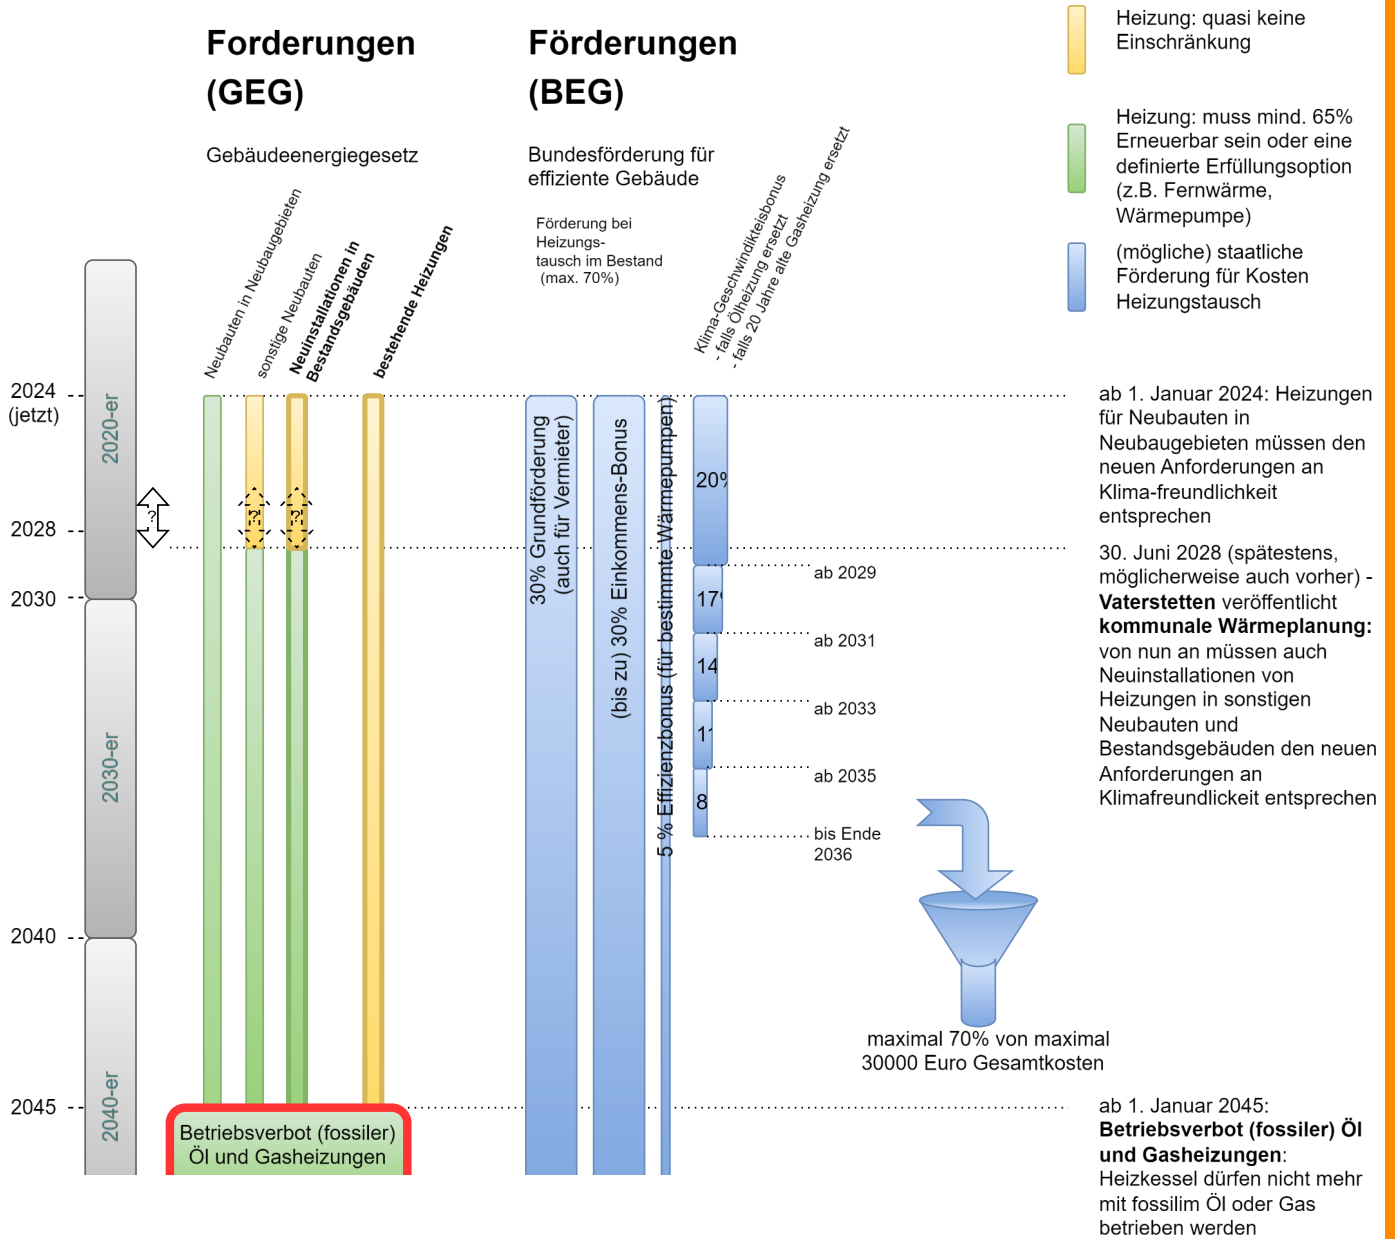 Forderungen
(GEG)
Gebäudeenergiegesetz
Förderungen
(BEG)
Bundesförderung für
effiziente Gebäude
Förderung bei
Heizungs-
tausch im Bestand
(max. 70%)
Heizung: quasi keine
Einschränkung
Heizung: muss mind. 65%
Erneuerbar sein oder eine
definierte Erfüllungsoption
(z.B. Fernwärme,
Wärmepumpe)
(mögliche) staatliche
Förderung für Kosten
Heizungstausch
Neubauten in Neubaugebieten
sonstige Neubauten
Neuinstallationen in
Bestandsgebäuden
bestehende Heizungen
Klima-Geschwindikteisbonus
- falls Ölheizung ersetzt
- falls 20 Jahre alte Gasheizung ersetzt
2024
(jetzt)
2028
2030
2040
2045
2020-er
2030-er
2040-er
?
?
?
30% Grundförderung
(auch für Vermieter)
(bis zu) 30% Einkommens-Bonus
5 % Effizienzbonus (für bestimmte Wärmepumpen)
20%
17
14
11
8
ab 2029
ab 2031
ab 2033
ab 2035
bis Ende
2036
maximal 70% von maximal
30000 Euro Gesamtkosten
Betriebsverbot (fossiler)
Öl und Gasheizungen
ab 1. Januar 2024: Heizungen
für Neubauten in
Neubaugebieten müssen den
neuen Anforderungen an
Klima-freundlichkeit
entsprechen
30. Juni 2028 (spätestens,
möglicherweise auch vorher) -
Vaterstetten veröffentlicht
kommunale Wärmeplanung:
von nun an müssen auch
Neuinstallationen von
Heizungen in sonstigen
Neubauten und
Bestandsgebäuden den neuen
Anforderungen an
Klimafreundlickeit entsprechen
ab 1. Januar 2045:
Betriebsverbot (fossiler) Öl
und Gasheizungen:
Heizkessel dürfen nicht mehr
mit fossilim Öl oder Gas
betrieben werden